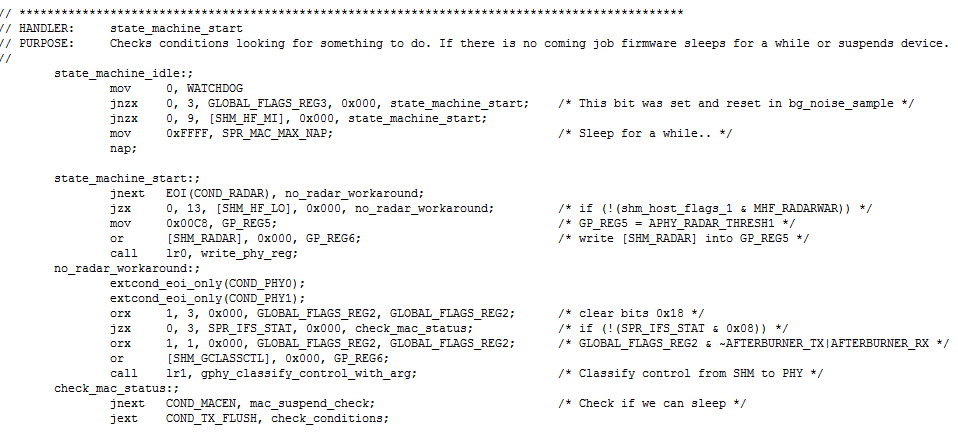 // ***********************************************************************************************
// HANDLER: state_machine_start
// PURPOSE: Checks conditions looking for something to do. If there is no coming job firmware sleeps for a while or suspends device.
//
state_machine_idle:;
mov 0, WATCHDOG
jnzx 0, 3, GLOBAL_FLAGS_REG3, 0x000, state_machine_start; /* This bit was set and reset in bg_noise_sample */
jnzx 0, 9, [SHM_HF_MI], 0x000, state_machine_start;
mov 0xFFFF, SPR_MAC_MAX_NAP; /* Sleep for a while.. */
nap;
state_machine_start:;
jnext EOI(COND_RADAR), no_radar_workaround;
jzx 0, 13, [SHM_HF_LO], 0x000, no_radar_workaround; /* if (!(shm_host_flags_1 & MHF_RADARWAR)) */
mov 0x00C8, GP_REG5; /* GP_REG5 = APHY_RADAR_THRESH1 */
or [SHM_RADAR], 0x000, GP_REG6; /* write [SHM_RADAR] into GP_REG5 */
call lr0, write_phy_reg;
no_radar_workaround:;
extcond_eoi_only(COND_PHY0);
extcond_eoi_only(COND_PHY1);
orx 1, 3, 0x000, GLOBAL_FLAGS_REG2, GLOBAL_FLAGS_REG2; /* clear bits 0x18 */
jzx 0, 3, SPR_IFS_STAT, 0x000, check_mac_status; /* if (!(SPR_IFS_STAT & 0x08)) */
orx 1, 1, 0x000, GLOBAL_FLAGS_REG2, GLOBAL_FLAGS_REG2; /* GLOBAL_FLAGS_REG2 & ~AFTERBURNER_TX|AFTERBURNER_RX */
or [SHM_GCLASSCTL], 0x000, GP_REG6;
call lr1, gphy_classify_control_with_arg; /* Classify control from SHM to PHY */
check_mac_status:;
jnext COND_MACEN, mac_suspend_check; /* Check if we can sleep */
jext COND_TX_FLUSH, check_conditions;